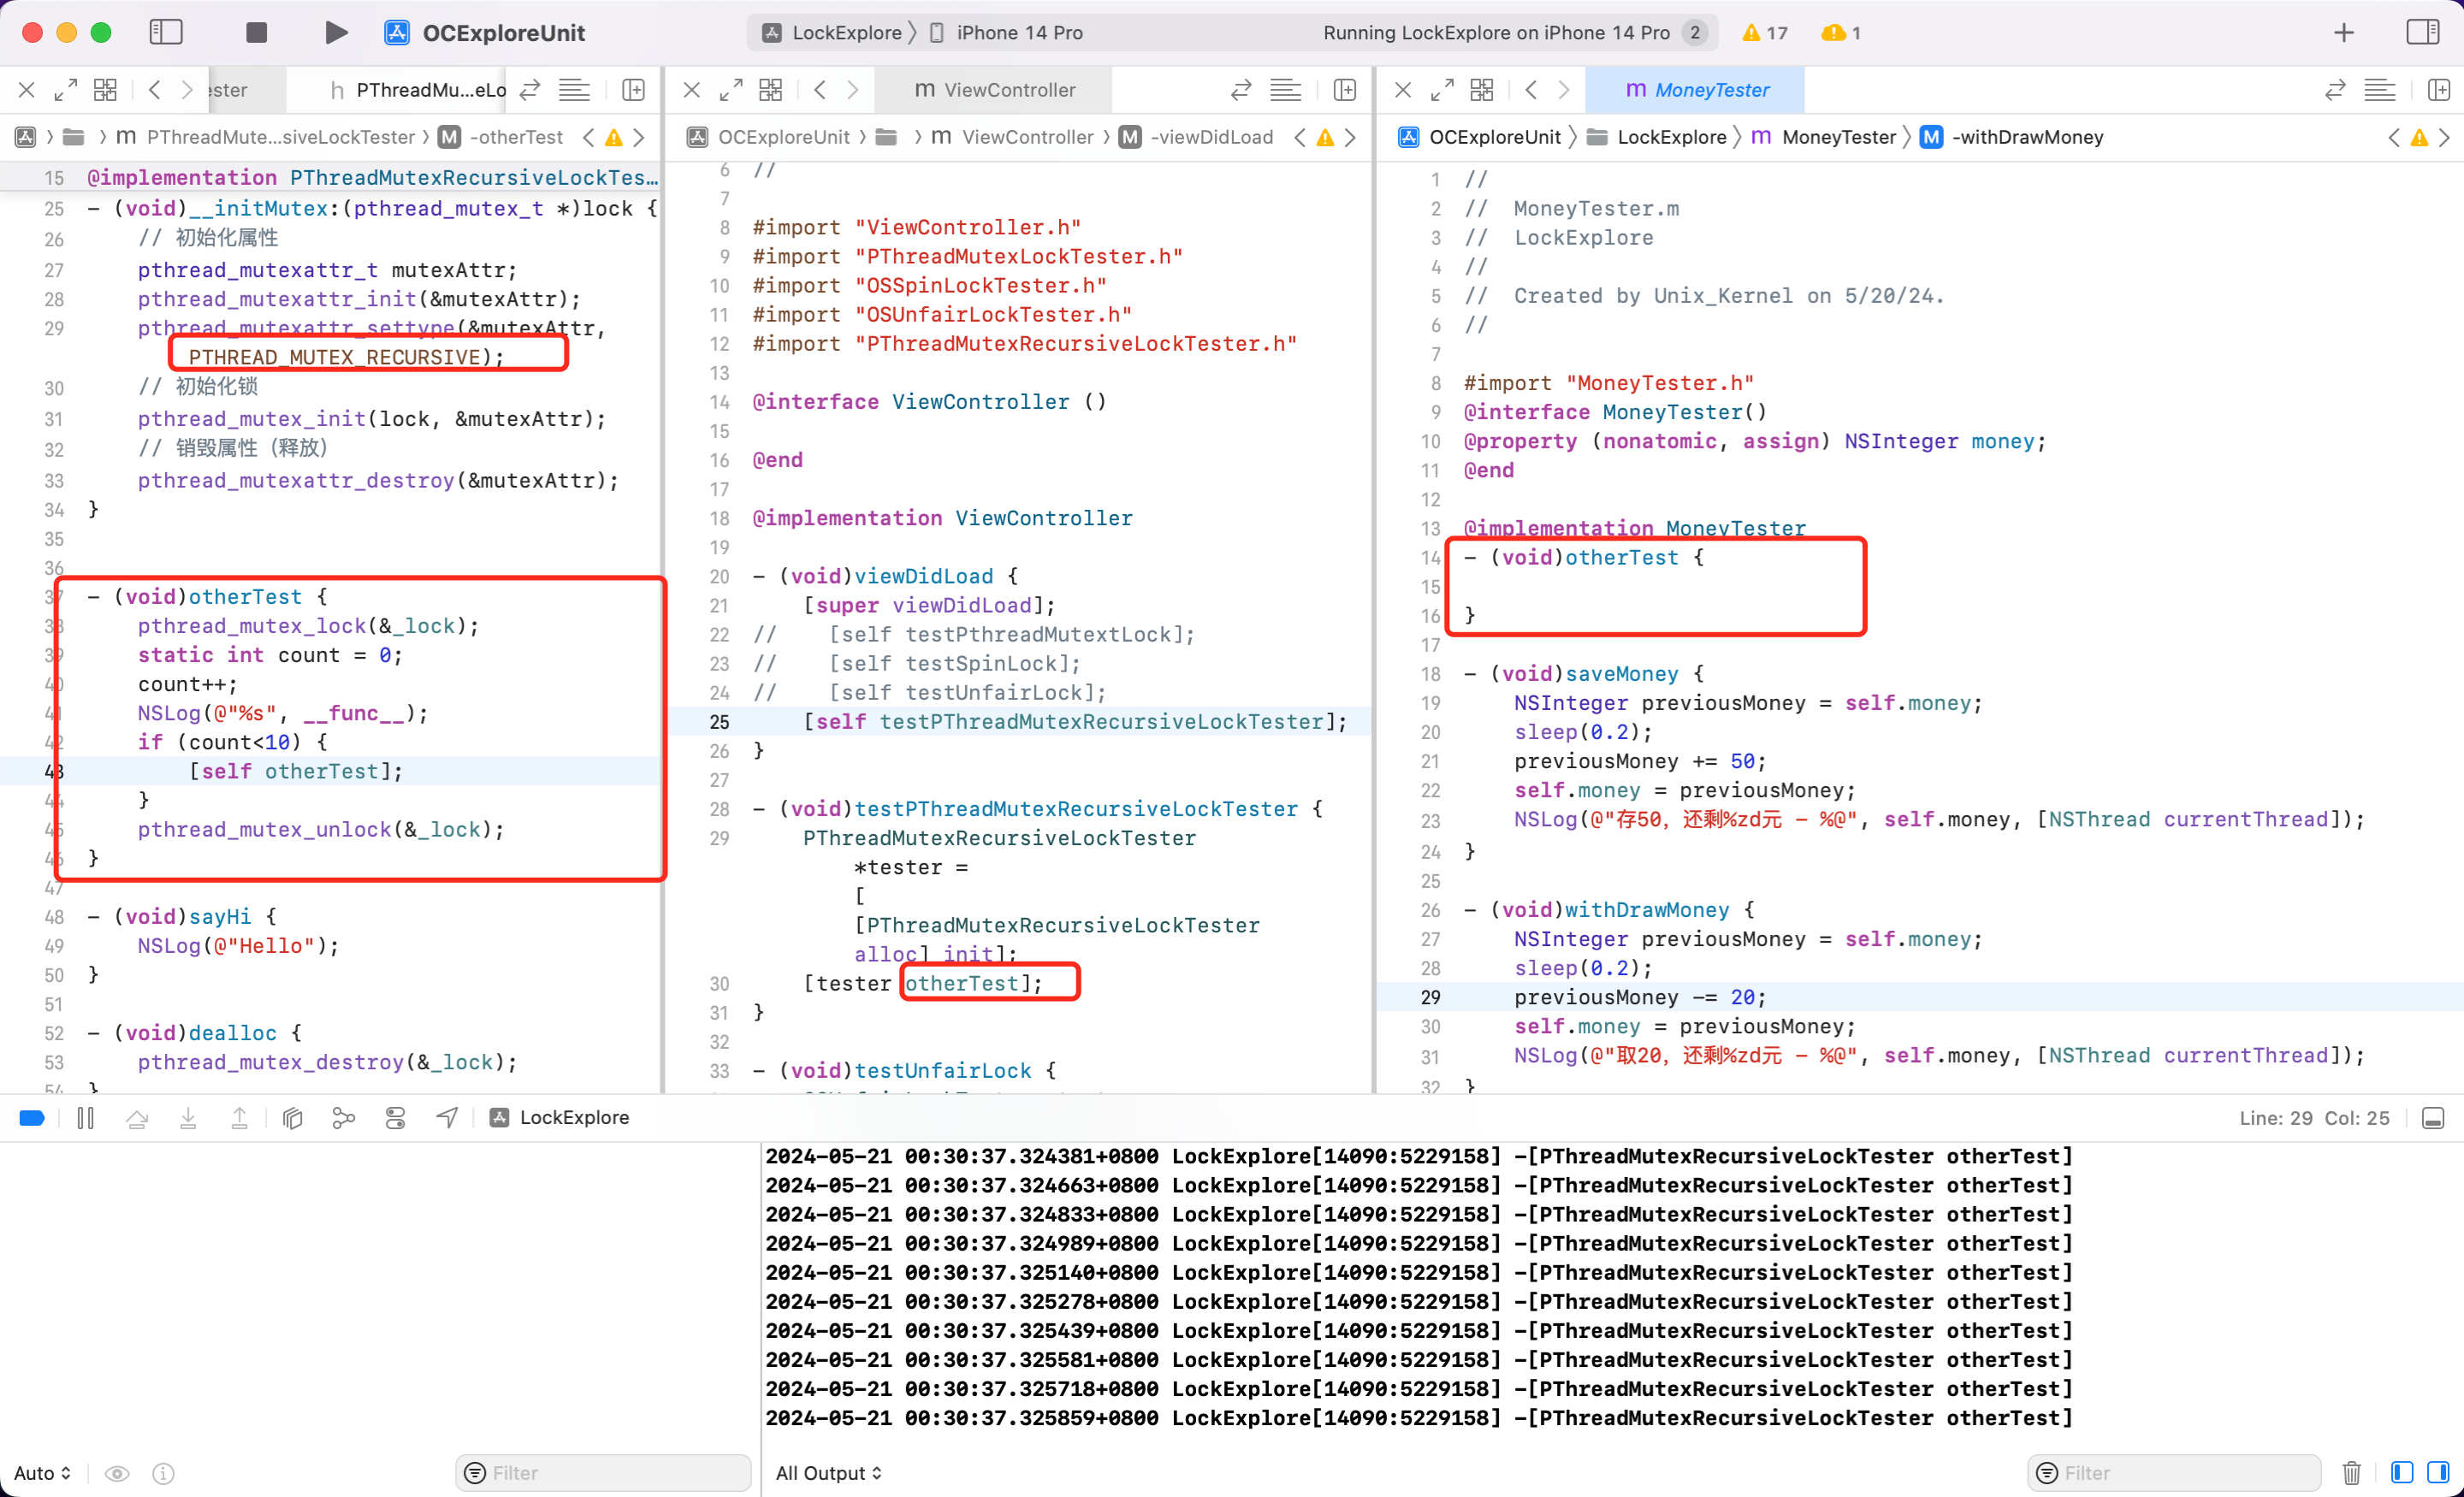 OCExploreUnit
LockExplore 〉 iPhone 14 Pro
Running LockExplore on iPhone 14 Pro 2
17
1
ester
h PThreadMu...eLo
m ViewController
m MoneyTester
m PThreadMute...siveLockTester 〉 M -otherTest
OCExploreUnit 〉 m ViewController 〉 M -viewDidLoad
OCExploreUnit 〉 LockExplore 〉 m MoneyTester 〉 M -withDrawMoney
15 @implementation PThreadMutexRecursiveLockTes...
25 - (void)__initMutex:(pthread_mutex_t *)lock {
26 // 初始化属性
27 pthread_mutexattr_t mutexAttr;
28 pthread_mutexattr_init(&mutexAttr);
29 pthread_mutexattr_settype(&mutexAttr,
PTHREAD_MUTEX_RECURSIVE);
30 // 初始化锁
31 pthread_mutex_init(lock, &mutexAttr);
32 // 销毁属性（释放）
33 pthread_mutexattr_destroy(&mutexAttr);
34 }
35
36
37 - (void)otherTest {
38 pthread_mutex_lock(&_lock);
39 static int count = 0;
40 count++;
41 NSLog(@"%s", __func__);
42 if (count<10) {
43 [self otherTest];
44 }
45 pthread_mutex_unlock(&_lock);
46 }
47
48 - (void)sayHi {
49 NSLog(@"Hello");
50 }
51
52 - (void)dealloc {
53 pthread_mutex_destroy(&_lock);
54 }
6 //
7
8 #import "ViewController.h"
9 #import "PThreadMutexLockTester.h"
10 #import "OSSpinLockTester.h"
11 #import "OSUnfairLockTester.h"
12 #import "PThreadMutexRecursiveLockTester.h"
13
14 @interface ViewController ()
15
16 @end
17
18 @implementation ViewController
19
20 - (void)viewDidLoad {
21 [super viewDidLoad];
22 // [self testPthreadMutextLock];
23 // [self testSpinLock];
24 // [self testUnfairLock];
25 [self testPThreadMutexRecursiveLockTester];
26 }
27
28 - (void)testPThreadMutexRecursiveLockTester {
29 PThreadMutexRecursiveLockTester
*tester =
[
[PThreadMutexRecursiveLockTester
alloc] init];
30 [tester otherTest];
31 }
32
33 - (void)testUnfairLock {
1 //
2 // MoneyTester.m
3 // LockExplore
4 //
5 // Created by Unix_Kernel on 5/20/24.
6 //
7
8 #import "MoneyTester.h"
9 @interface MoneyTester()
10 @property (nonatomic, assign) NSInteger money;
11 @end
12
13 @implementation MoneyTester
14 - (void)otherTest {
15
16 }
17
18 - (void)saveMoney {
19 NSInteger previousMoney = self.money;
20 sleep(0.2);
21 previousMoney += 50;
22 self.money = previousMoney;
23 NSLog(@"存50, 还剩%zd元 - %@", self.money, [NSThread currentThread]);
24 }
25
26 - (void)withDrawMoney {
27 NSInteger previousMoney = self.money;
28 sleep(0.2);
29 previousMoney -= 20;
30 self.money = previousMoney;
31 NSLog(@"取20, 还剩%zd元 - %@", self.money, [NSThread currentThread]);
32 }
LockExplore
Line: 29 Col: 25
2024-05-21 00:30:37.324381+0800 LockExplore[14090:5229158] -[PThreadMutexRecursiveLockTester otherTest]
2024-05-21 00:30:37.324663+0800 LockExplore[14090:5229158] -[PThreadMutexRecursiveLockTester otherTest]
2024-05-21 00:30:37.324833+0800 LockExplore[14090:5229158] -[PThreadMutexRecursiveLockTester otherTest]
2024-05-21 00:30:37.324989+0800 LockExplore[14090:5229158] -[PThreadMutexRecursiveLockTester otherTest]
2024-05-21 00:30:37.325140+0800 LockExplore[14090:5229158] -[PThreadMutexRecursiveLockTester otherTest]
2024-05-21 00:30:37.325278+0800 LockExplore[14090:5229158] -[PThreadMutexRecursiveLockTester otherTest]
2024-05-21 00:30:37.325439+0800 LockExplore[14090:5229158] -[PThreadMutexRecursiveLockTester otherTest]
2024-05-21 00:30:37.325581+0800 LockExplore[14090:5229158] -[PThreadMutexRecursiveLockTester otherTest]
2024-05-21 00:30:37.325718+0800 LockExplore[14090:5229158] -[PThreadMutexRecursiveLockTester otherTest]
2024-05-21 00:30:37.325859+0800 LockExplore[14090:5229158] -[PThreadMutexRecursiveLockTester otherTest]
Auto
Filter
All Output
Filter